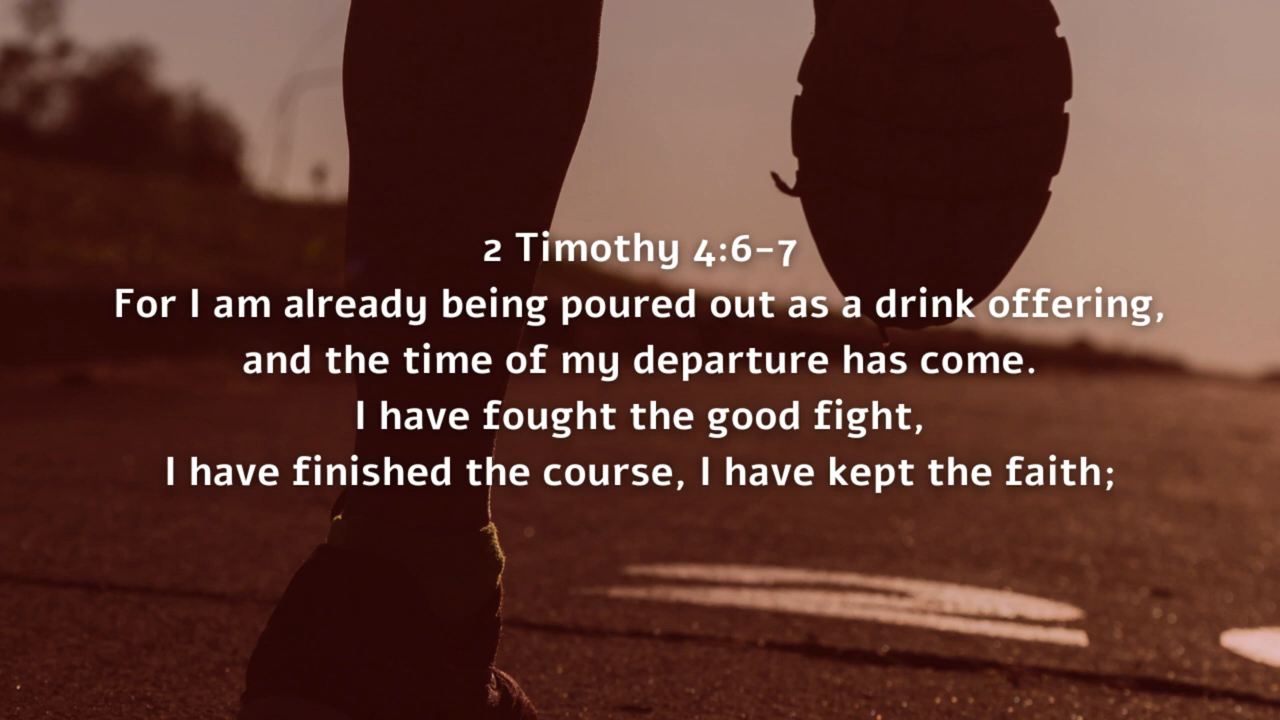 2 Timothy 4:6-7
For I am already being poured out as a drink offering,
and the time of my departure has come.
I have fought the good fight,
I have finished the course, I have kept the faith;